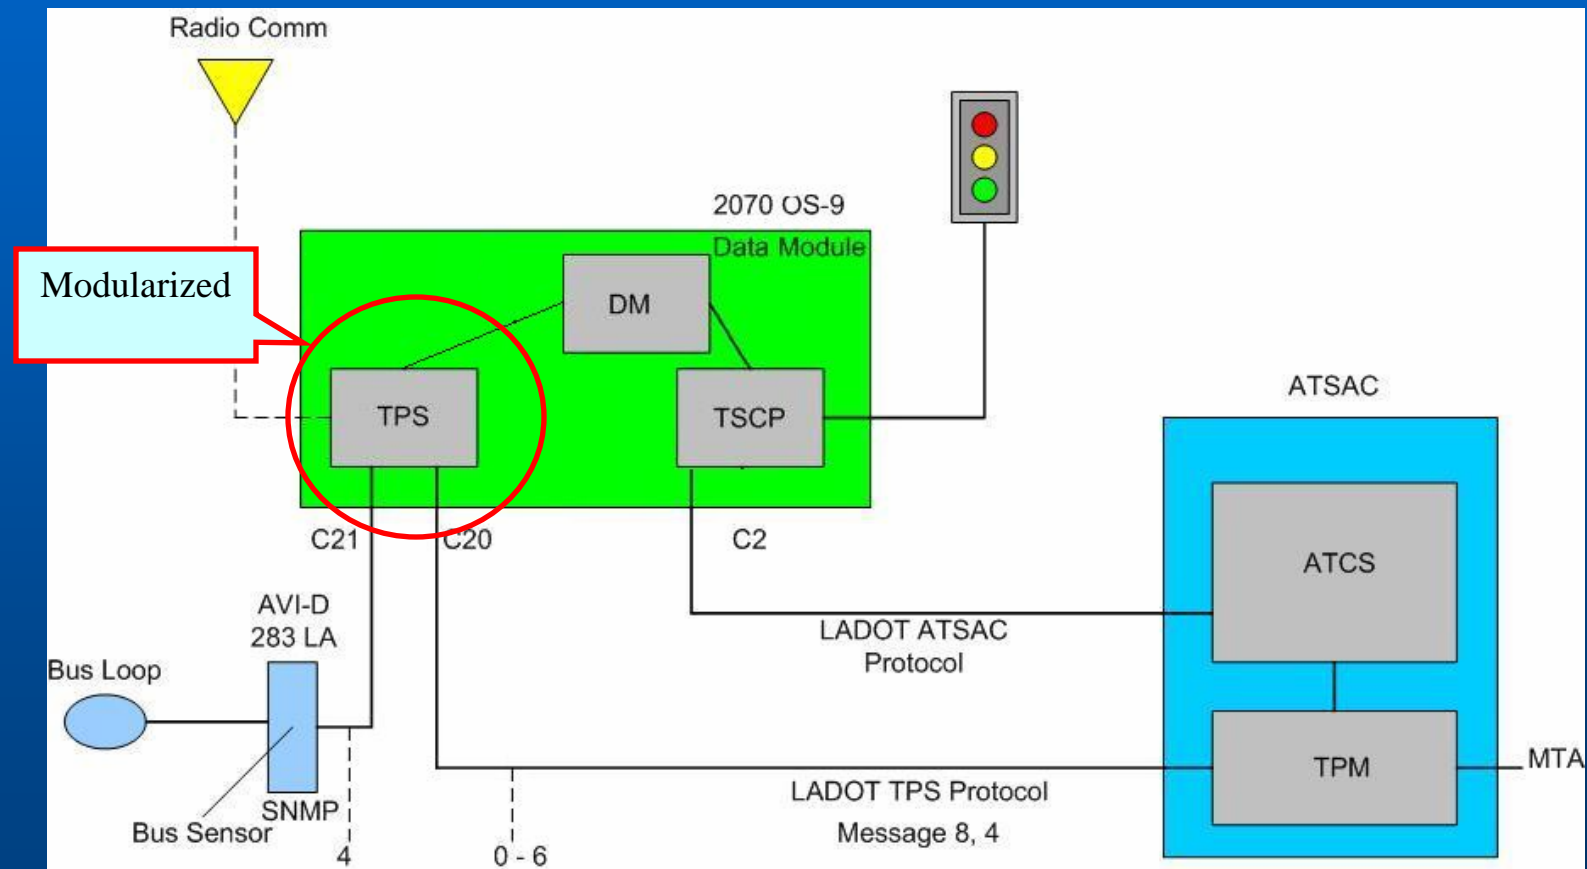 Radio Comm
2070 OS-9
Data Module
Modularized
DM
TPS
TSCP
ATSAC
C21
C20
C2
ATCS
AVI-D
283 LA
LADOT ATSAC
Protocol
Bus Loop
TPM
MTA
LADOT TPS Protocol
SNMP
Bus Sensor
Message 8, 4
4
0 - 6